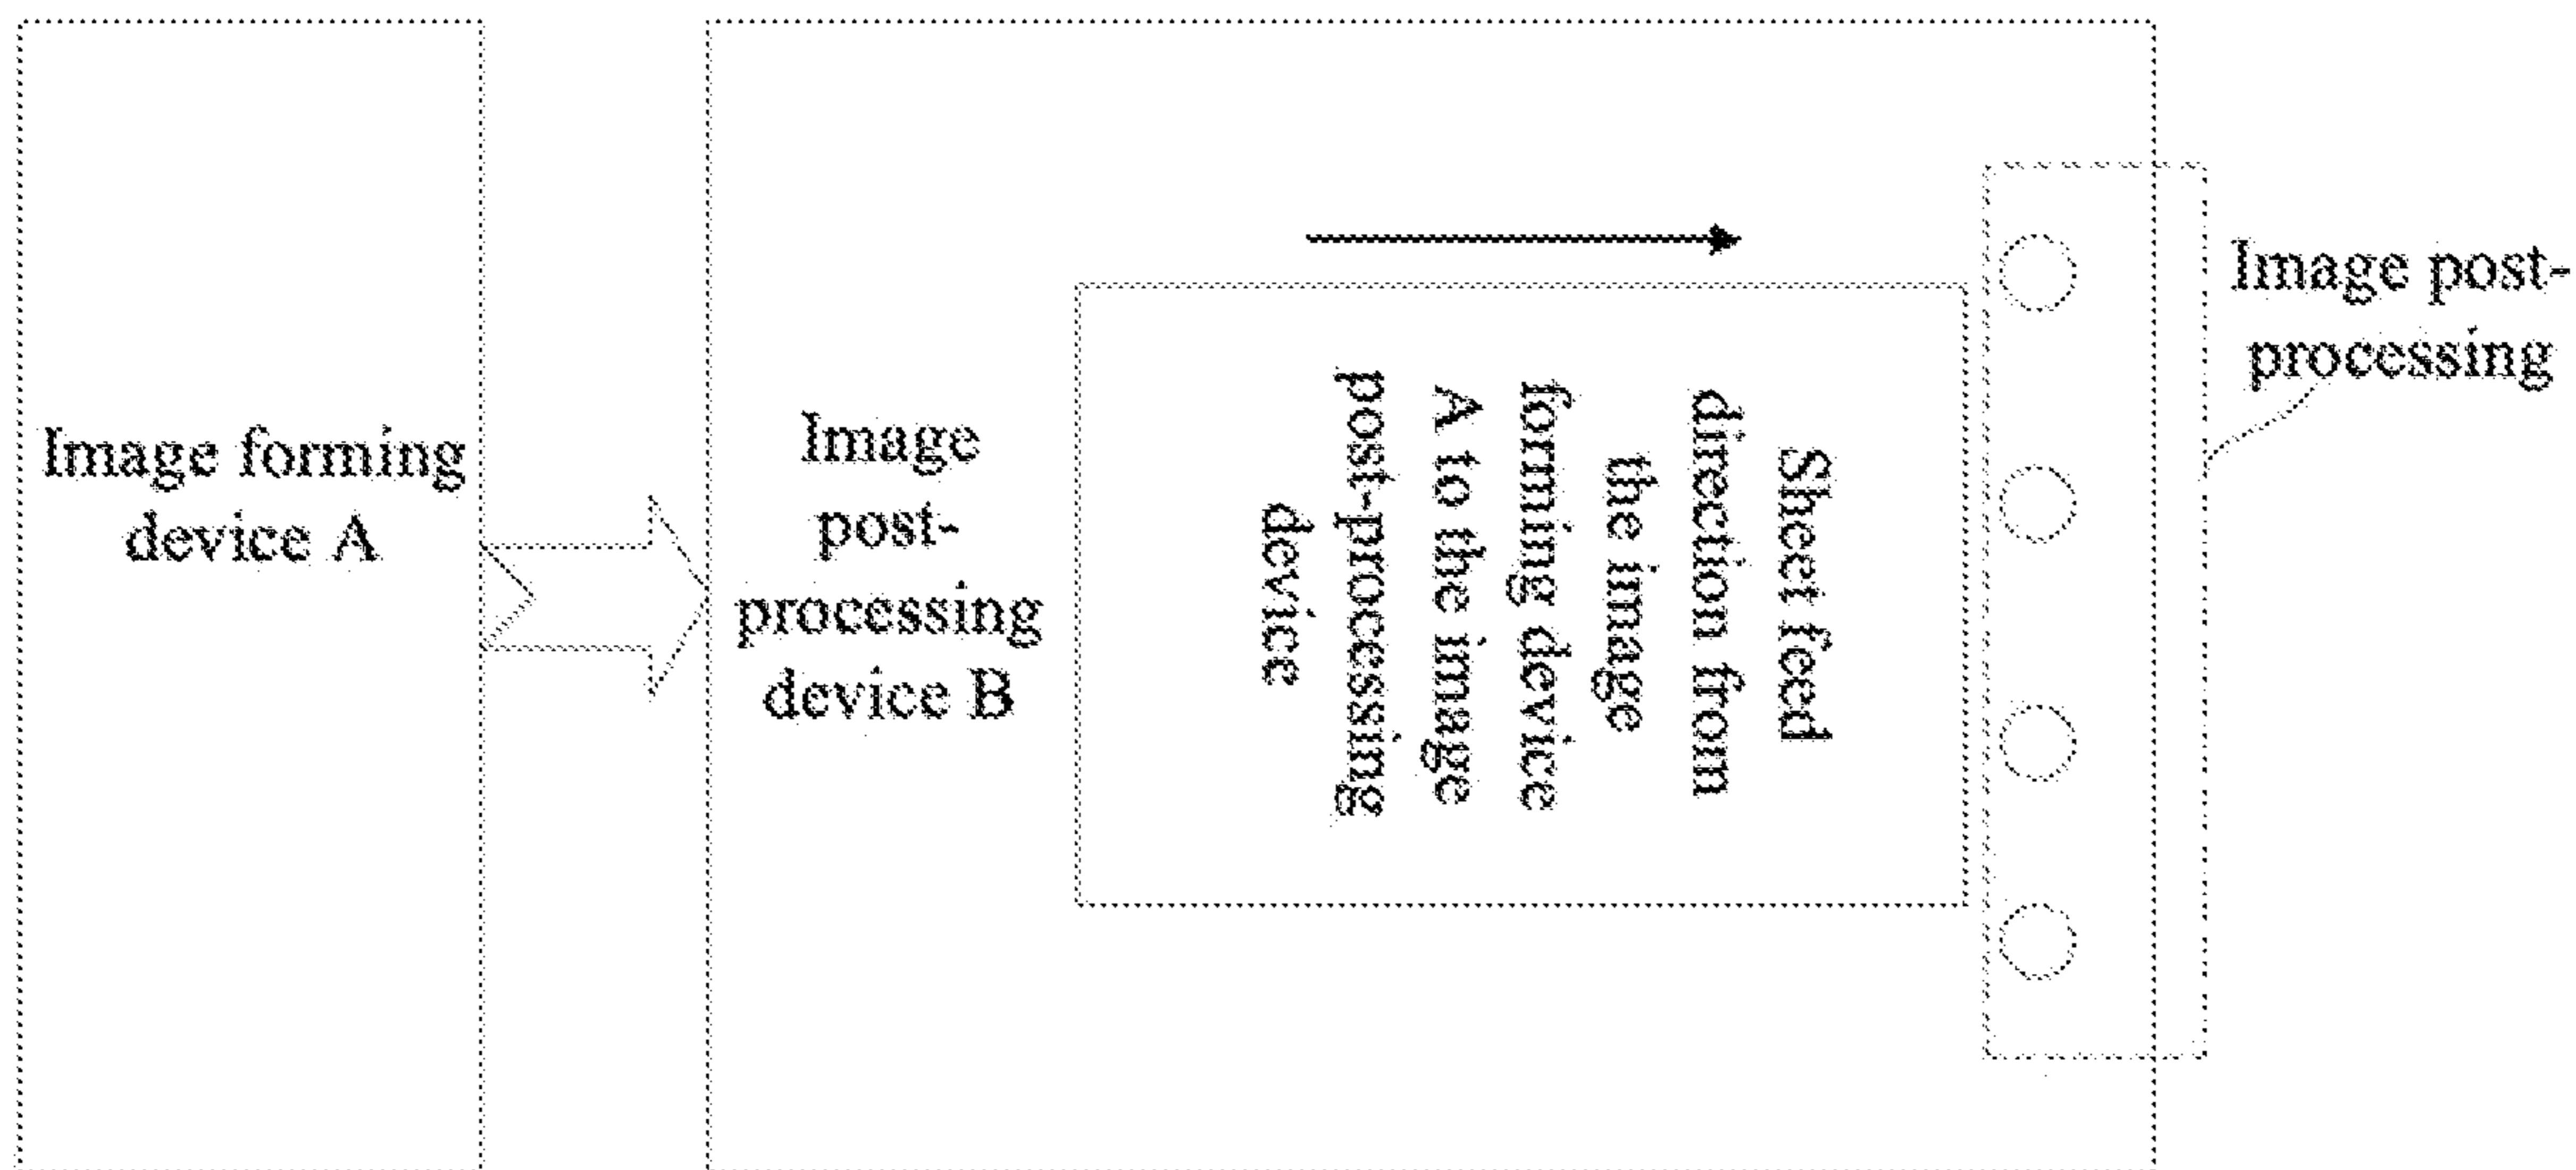 Image forming
device A
Image
post-
processing
device B
Sheet feed
direction from
the image
forming device
A to the image
post-processing
device
Image post-
processing